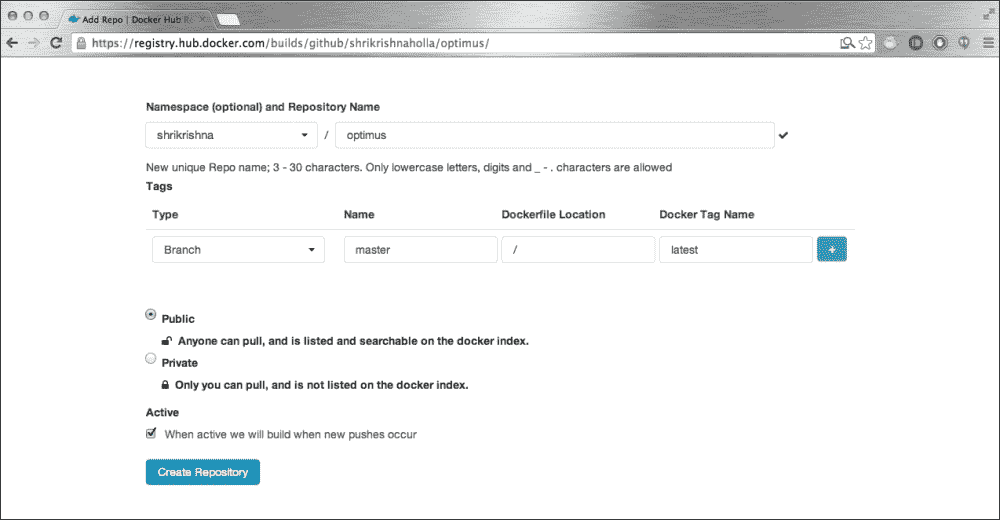 Add Repo | Docker Hub Re
https://registry.hub.docker.com/builds/github/shrikrishnaholla/optimus/
Namespace (optional) and Repository Name
shrikrishna / optimus
New unique Repo name; 3 - 30 characters. Only lowercase letters, digits and _ - . characters are allowed
Tags
Type Name Dockerfile Location Docker Tag Name
Branch master / latest +
Public
Anyone can pull, and is listed and searchable on the docker index.
Private
Only you can pull, and is not listed on the docker index.
Active
When active we will build when new pushes occur
Create Repository